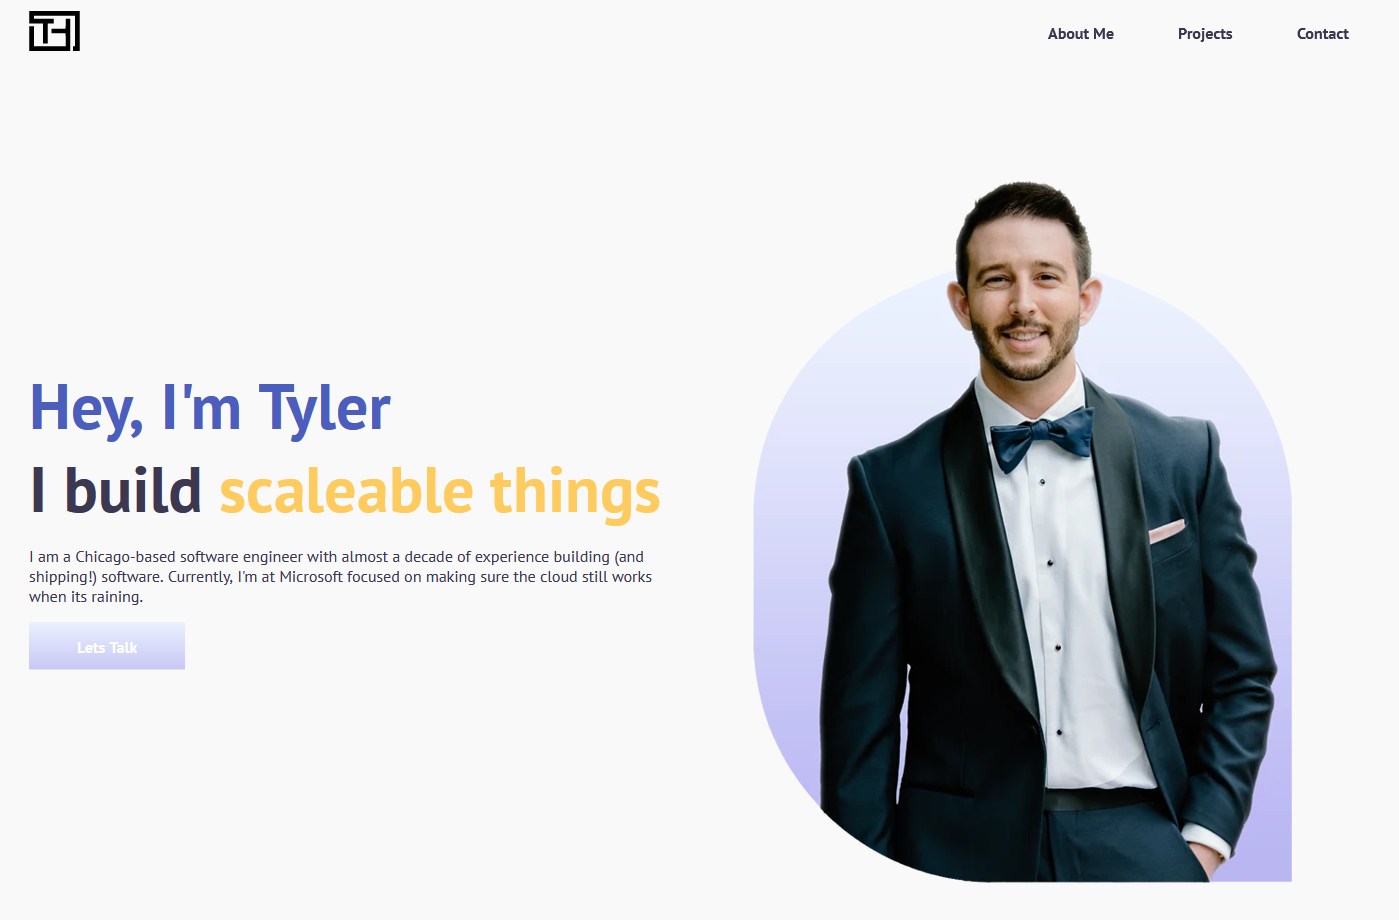 TH
About Me
Projects
Contact
Hey, I'm Tyler
I build scaleable things
I am a Chicago-based software engineer with almost a decade of experience building (and
shipping!) software. Currently, I'm at Microsoft focused on making sure the cloud still works
when its raining.
Lets Talk